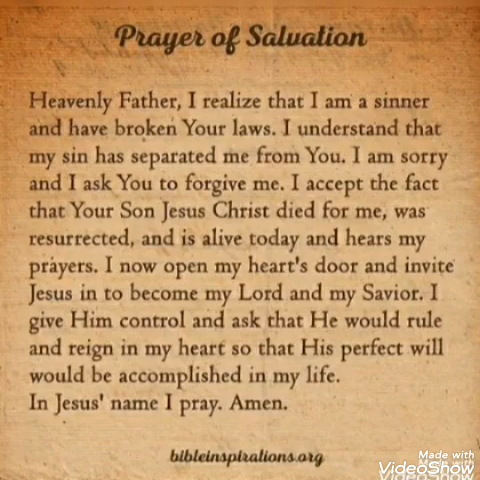 Prayer of Salvation
Heavenly Father, I realize that I am a sinner
and have broken Your laws. I understand that
my sin has separated me from You. I am sorry
and I ask You to forgive me. I accept the fact
that Your Son Jesus Christ died for me, was
resurrected, and is alive today and hears my
prayers. I now open my heart's door and invite
Jesus in to become my Lord and my Savior. I
give Him control and ask that He would rule
and reign in my heart so that His perfect will
would be accomplished in my life.
In Jesus' name I pray. Amen.
bibleinspirations.org
Made with
VideoShow